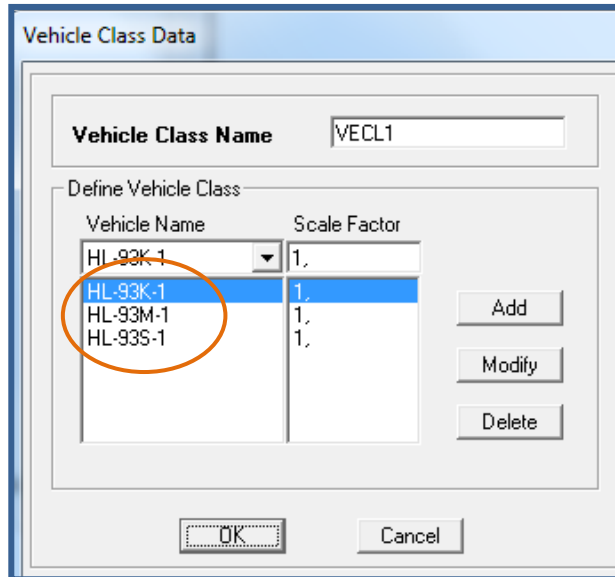 Vehicle Class Data
Vehicle Class Name VECL1
Define Vehicle Class
Vehicle Name Scale Factor
HL-93K-1 1,
HL-93K-1 1,
HL-93M-1 1,
HL-93S-1 1,
Add
Modify
Delete
OK Cancel